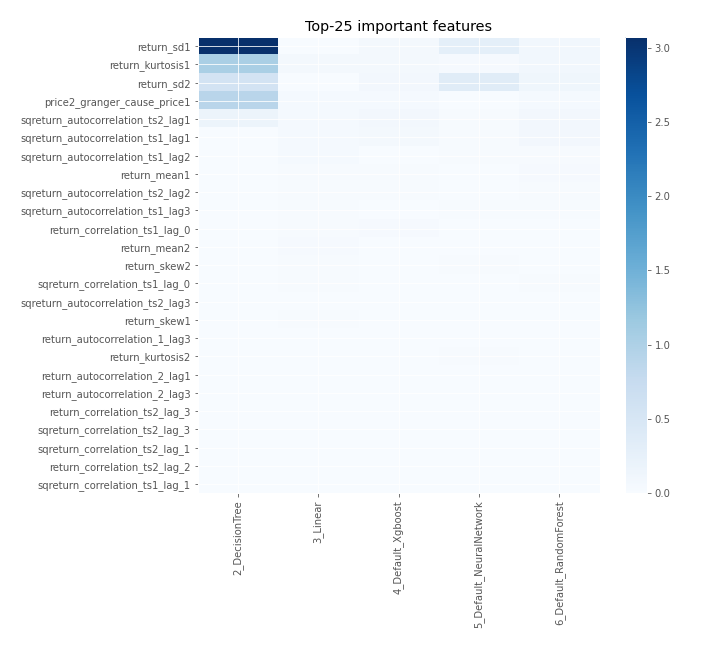 Top-25 important features
return_sd1
return_kurtosis1
return_sd2
price2_granger_cause_price1
sqreturn_autocorrelation_ts2_lag1
sqreturn_autocorrelation_ts1_lag1
sqreturn_autocorrelation_ts1_lag2
return_mean1
sqreturn_autocorrelation_ts2_lag2
sqreturn_autocorrelation_ts1_lag3
return_correlation_ts1_lag_0
return_mean2
return_skew2
sqreturn_correlation_ts1_lag_0
sqreturn_autocorrelation_ts2_lag3
return_skew1
return_autocorrelation_1_lag3
return_kurtosis2
return_autocorrelation_2_lag1
return_autocorrelation_2_lag3
return_correlation_ts2_lag_3
sqreturn_correlation_ts2_lag_3
sqreturn_correlation_ts2_lag_1
return_correlation_ts2_lag_2
sqreturn_correlation_ts1_lag_1
2_DecisionTree
3_Linear
4_Default_Xgboost
5_Default_NeuralNetwork
6_Default_RandomForest
3.0
2.5
2.0
1.5
1.0
0.5
0.0